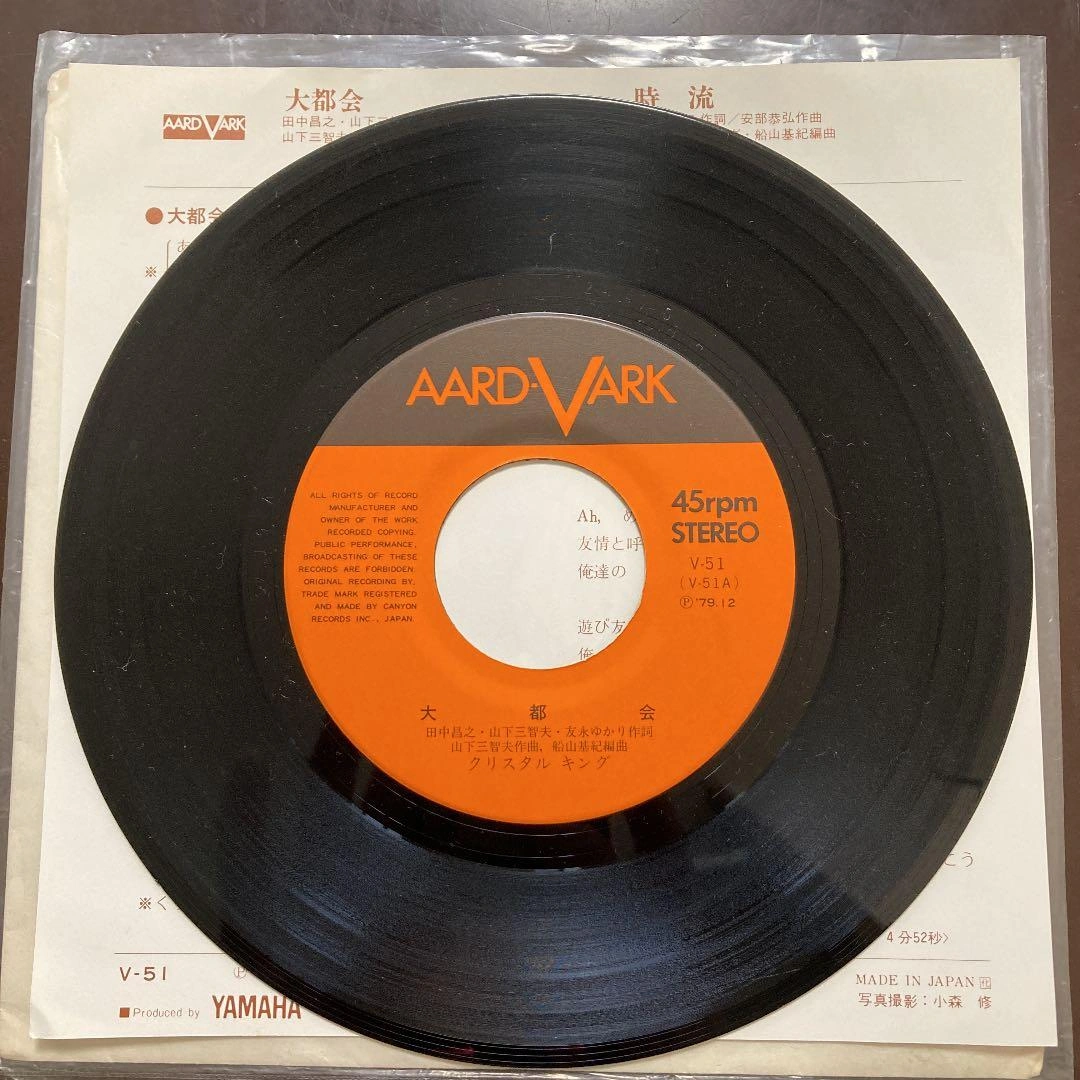 大都会
田中昌之・山下三
山下三智夫
時 流
作詞／安部恭弘作曲
・船山基紀編曲
AARDVARK
●大都会
※
AARD-VARK
ALL RIGHTS OF RECORD
MANUFACTURER AND
OWNER OF THE WORK
RECORDED COPYING.
PUBLIC PERFORMANCE,
BROADCASTING OF THESE
RECORDS ARE FORBIDDEN.
ORIGINAL RECORDING BY,
TRADE MARK REGISTERED
AND MADE BY CANYON
RECORDS INC., JAPAN.
45rpm
STEREO
V-51
(V-51A)
Ⓟ'79.12
Ah, め
友情と呼
俺達の
遊び友
俺
大都会
田中昌之・山下三智夫・友永ゆかり作詞
山下三智夫作曲, 船山基紀編曲
クリスタル キング
こう
※く
4分52秒〉
V-51 Ⓟ
MADE IN JAPAN 代
■Produced by YAMAHA
写真撮影：小森 修